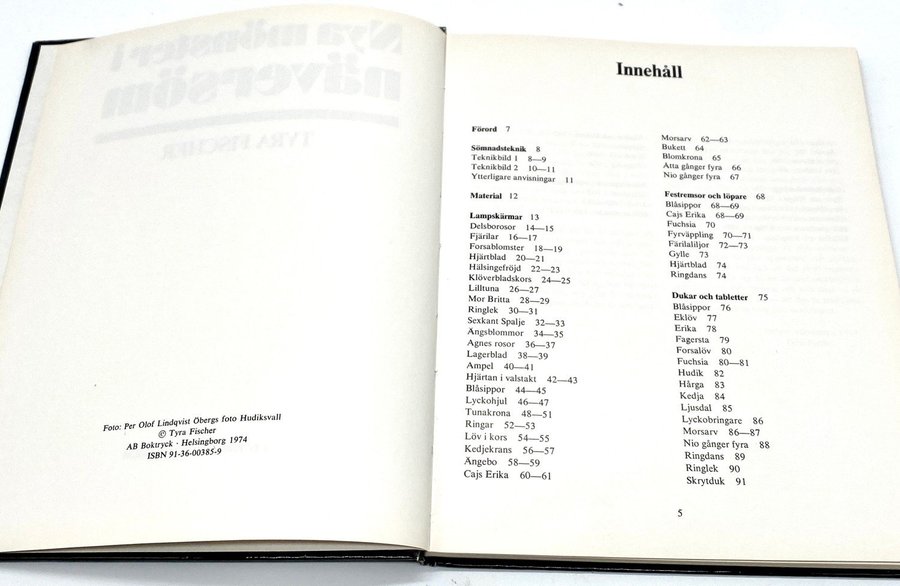 Nya mönster i
näversöm
TYRA FISCHER
Foto: Per Olof Lindqvist Öbergs foto Hudiksvall
© Tyra Fischer
AB Boktryck · Helsingborg 1974
ISBN 91-36-00385-9
Innehåll
Förord 7
Sömnadsteknik 8
Teknikbild 1 8—9
Teknikbild 2 10—11
Ytterligare anvisningar 11
Material 12
Lampskärmar 13
Delsborosor 14—15
Fjärilar 16—17
Forsablomster 18—19
Hjärtblad 20—21
Hälsingefröjd 22—23
Klöverbladskors 24—25
Lilltuna 26—27
Mor Britta 28—29
Ringlek 30—31
Sexkant Spalje 32—33
Ängsblommor 34—35
Agnes rosor 36—37
Lagerblad 38—39
Ampel 40—41
Hjärtan i valstakt 42—43
Blåsippor 44—45
Lyckohjul 46—47
Tunakrona 48—51
Ringar 52—53
Löv i kors 54—55
Kedjekrans 56—57
Ängebo 58—59
Cajs Erika 60—61
Morsarv 62—63
Bukett 64
Blomkrona 65
Åtta gånger fyra 66
Nio gånger fyra 67
Festremsor och löpare 68
Blåsippor 68—69
Cajs Erika 68—69
Fuchsia 70
Fyrväppling 70—71
Färilaliljor 72—73
Gylle 73
Hjärtblad 74
Ringdans 74
Dukar och tabletter 75
Blåsippor 76
Eklöv 77
Erika 78
Fagersta 79
Forsalöv 80
Fuchsia 80—81
Hudik 82
Hårga 83
Kedja 84
Ljusdal 85
Lyckobringare 86
Morsarv 86—87
Nio gånger fyra 88
Ringdans 89
Ringlek 90
Skrytduk 91
5